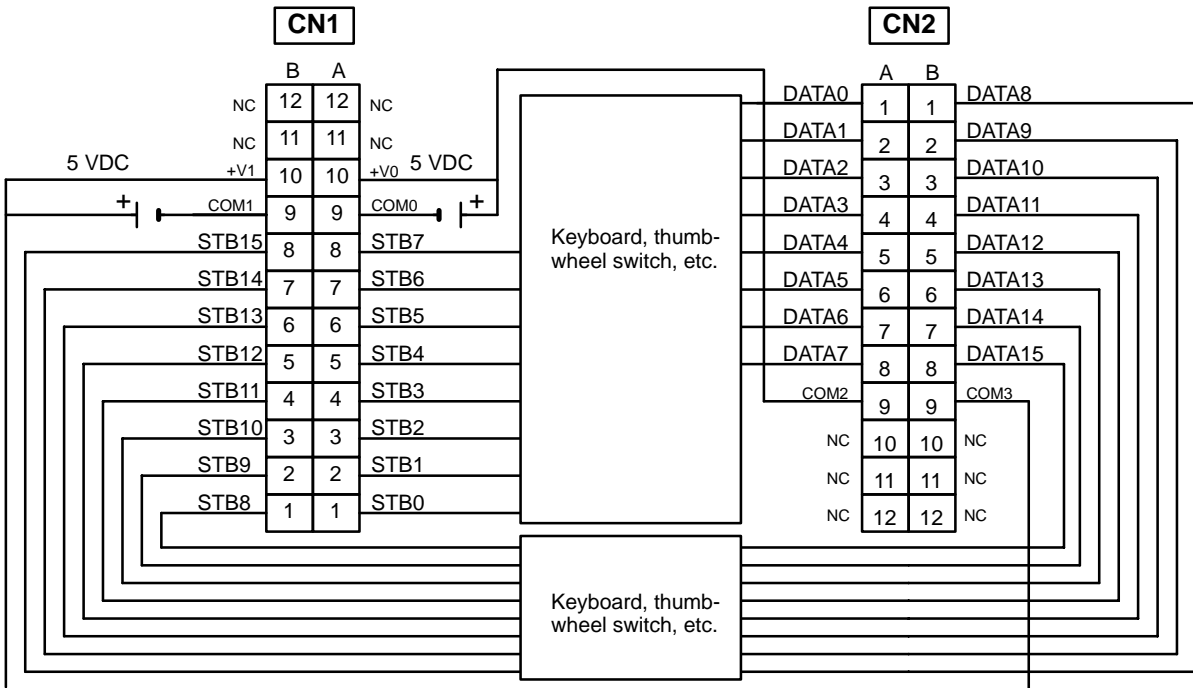 CN1
CN2
B A
A B
NC 12 12 NC
NC 11 11 NC
5 VDC +V1 10 10 +V0 5 VDC
+ COM1 9 9 COM0 +
STB15 8 8 STB7
STB14 7 7 STB6
STB13 6 6 STB5
STB12 5 5 STB4
STB11 4 4 STB3
STB10 3 3 STB2
STB9 2 2 STB1
STB8 1 1 STB0
Keyboard, thumb-
wheel switch, etc.
Keyboard, thumb-
wheel switch, etc.
DATA0 1 1 DATA8
DATA1 2 2 DATA9
DATA2 3 3 DATA10
DATA3 4 4 DATA11
DATA4 5 5 DATA12
DATA5 6 6 DATA13
DATA6 7 7 DATA14
DATA7 8 8 DATA15
COM2 9 9 COM3
NC 10 10 NC
NC 11 11 NC
NC 12 12 NC